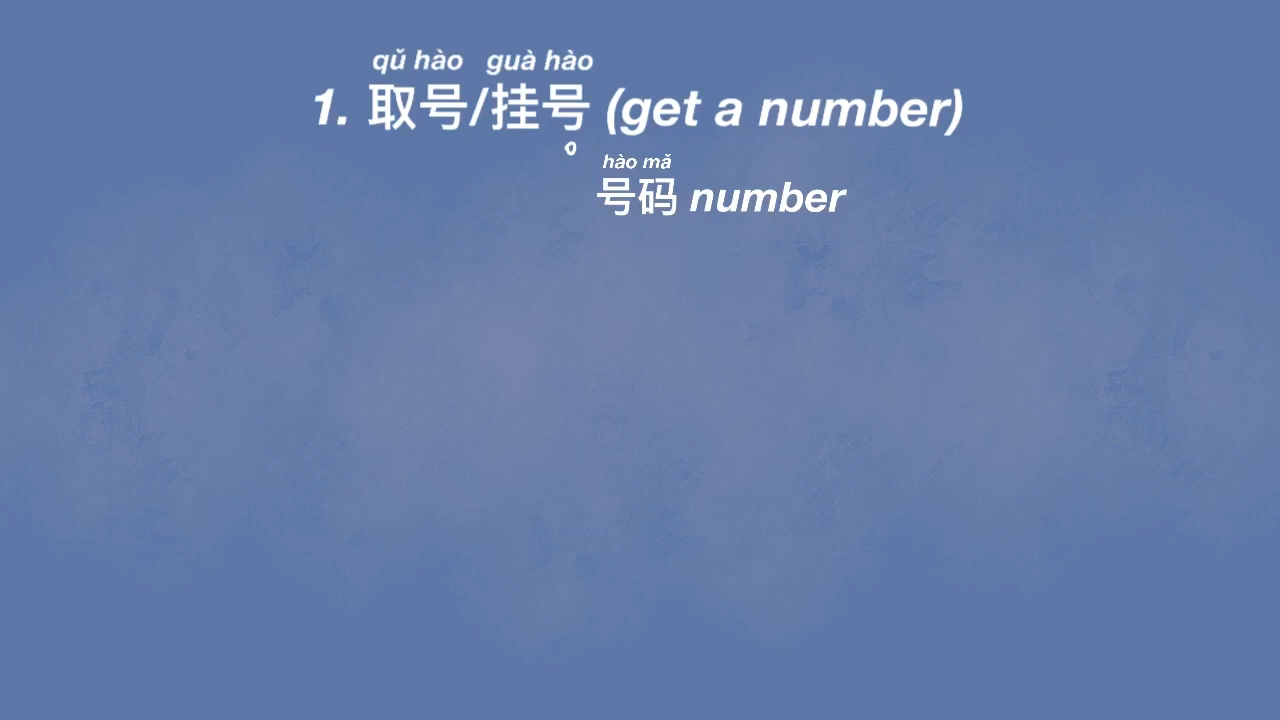 qǔ hào guà hào
1. 取号/挂号 (get a number)
hào mǎ
号码 number